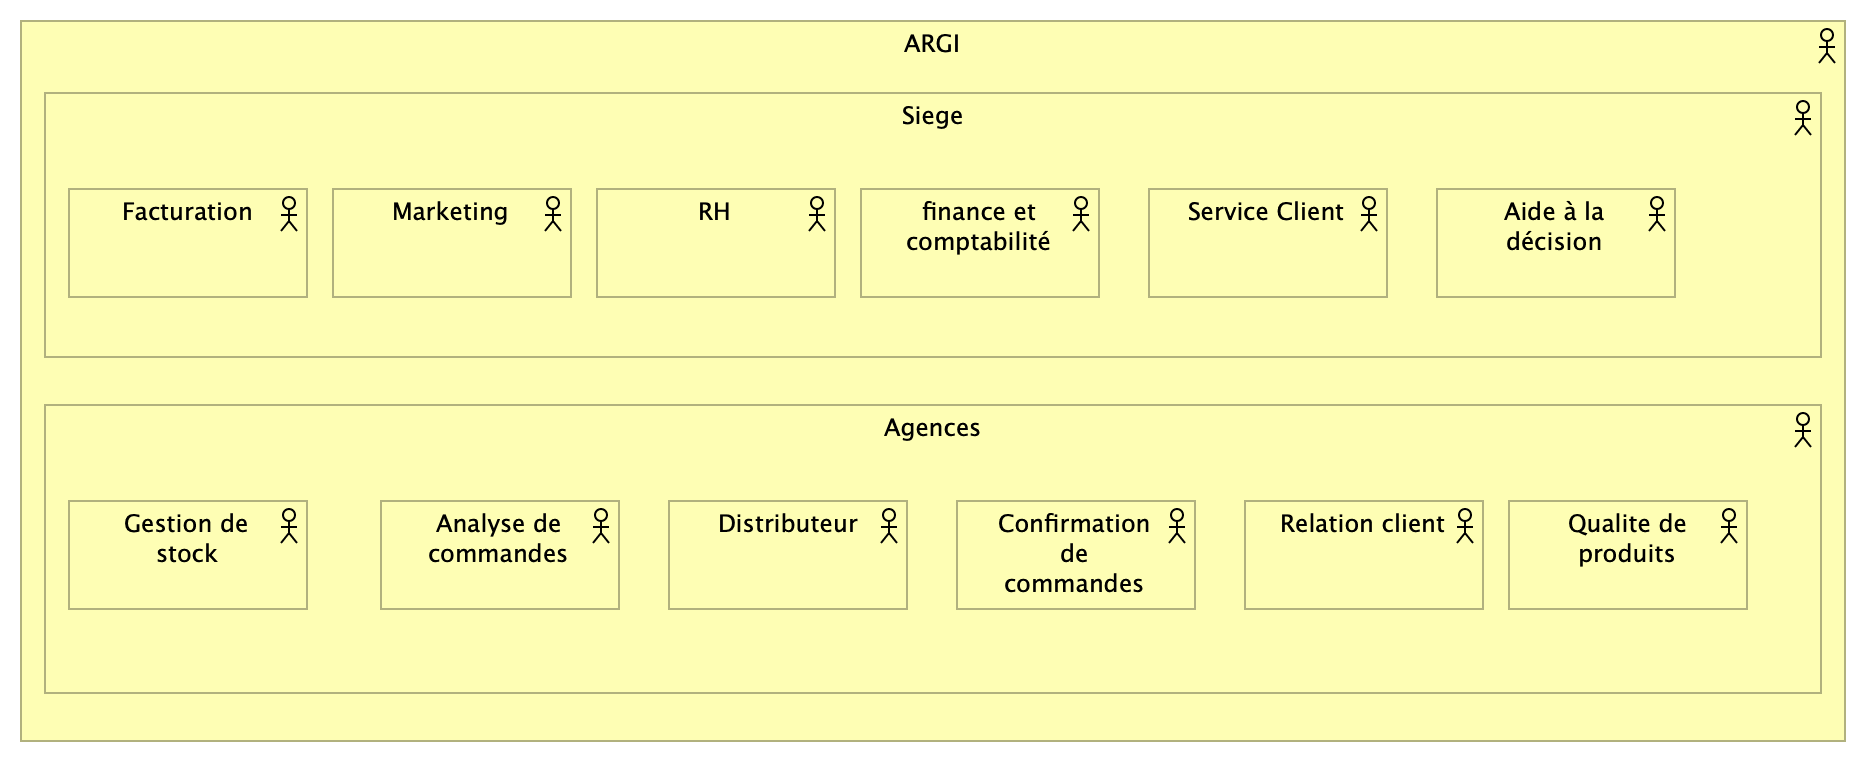 ARGI
Siege
Facturation
Marketing
RH
finance et
comptabilité
Service Client
Aide à la
décision
Agences
Gestion de
stock
Analyse de
commandes
Distributeur
Confirmation
de
commandes
Relation client
Qualite de
produits